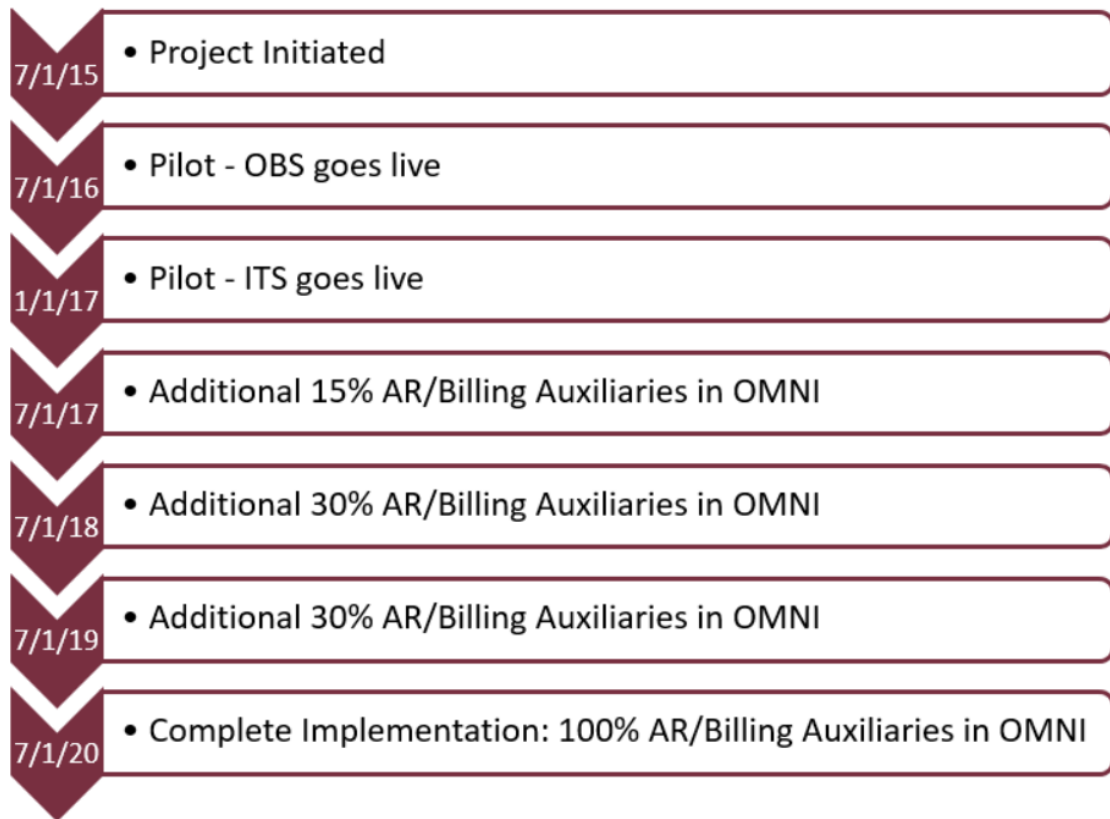 7/1/15
• Project Initiated
7/1/16
• Pilot - OBS goes live
1/1/17
• Pilot - ITS goes live
7/1/17
• Additional 15% AR/Billing Auxiliaries in OMNI
7/1/18
• Additional 30% AR/Billing Auxiliaries in OMNI
7/1/19
• Additional 30% AR/Billing Auxiliaries in OMNI
7/1/20
• Complete Implementation: 100% AR/Billing Auxiliaries in OMNI